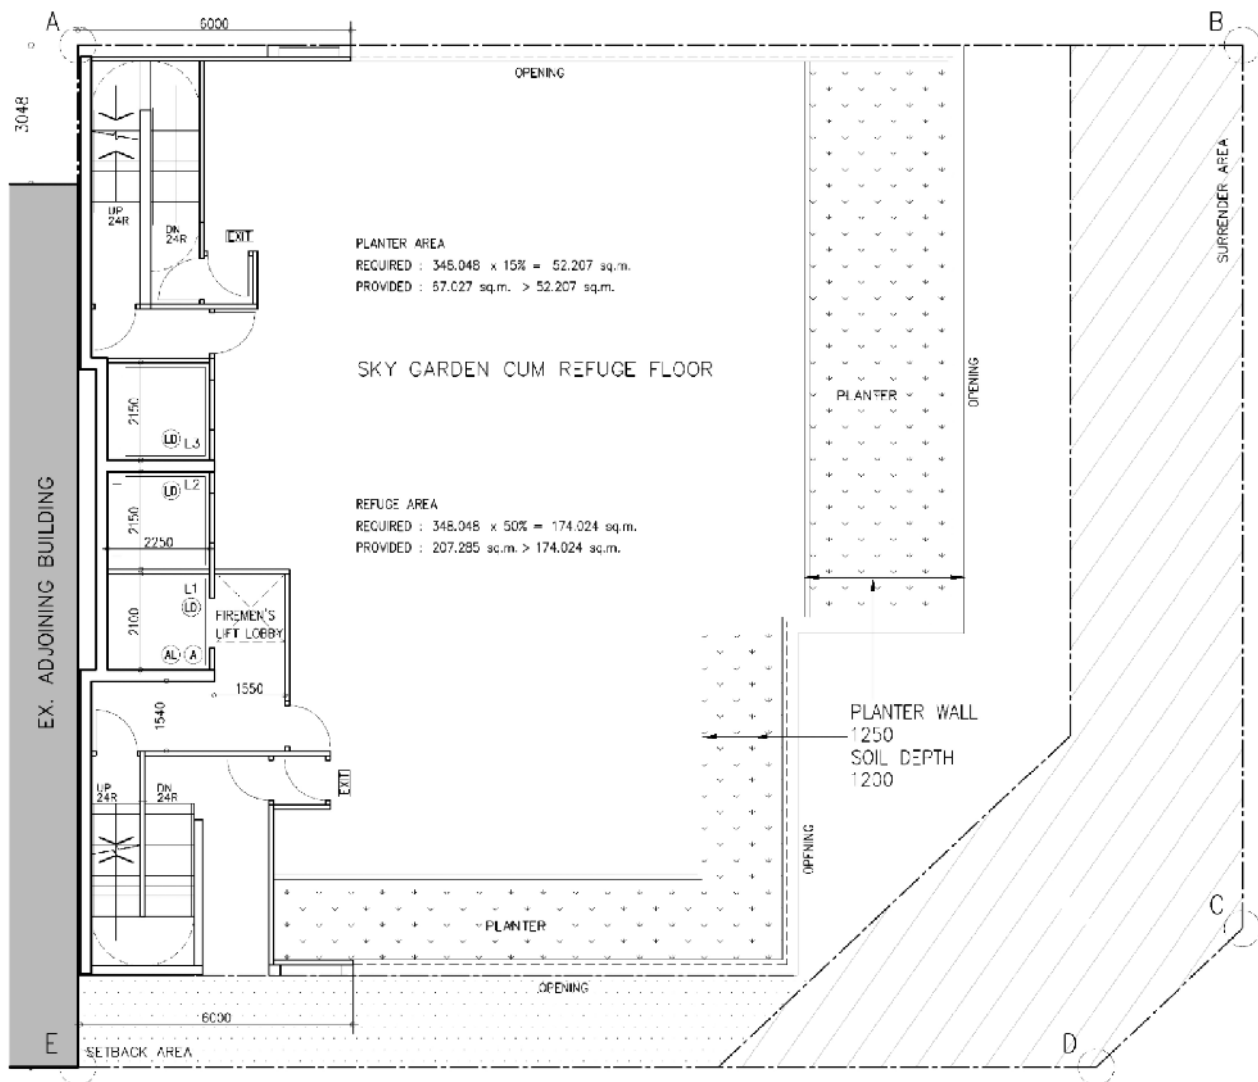 A
6000
B
OPENING
3048
SURRENDER AREA
UP
24R
DN
24R
EXIT
PLANTER AREA
REQUIRED : 348.048 x 15% = 52.207 sq.m.
PROVIDED : 67.027 sq.m. > 52.207 sq.m.
SKY GARDEN CUM REFUGE FLOOR
OPENING
PLANTER
2150
LD
L3
LD
L2
2150
2250
REFUGE AREA
REQUIRED : 348.048 x 50% = 174.024 sq.m.
PROVIDED : 207.285 sq.m. > 174.024 sq.m.
EX. ADJOINING BUILDING
L1
LD
2100
FIREMEN'S
LIFT LOBBY
AL
A
1550
1540
PLANTER WALL
1250
SOIL DEPTH
1200
UP
24R
DN
24R
EXIT
OPENING
PLANTER
C
OPENING
6000
E
SETBACK AREA
D